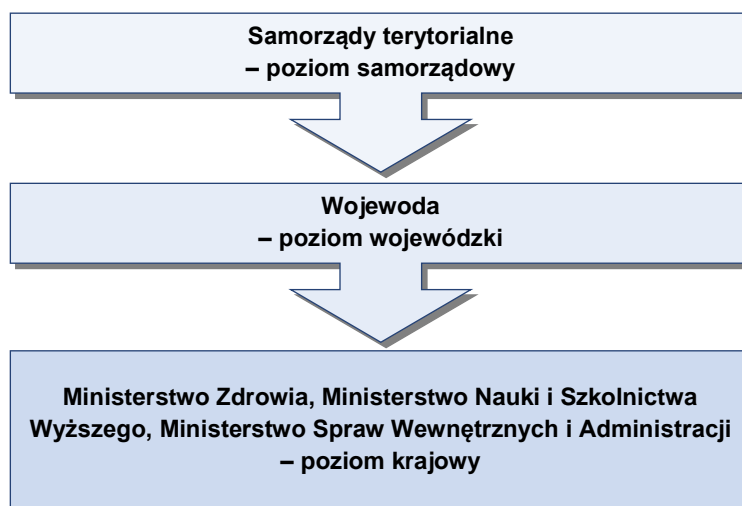 Samorządy terytorialne
– poziom samorządowy
Wojewoda
– poziom wojewódzki
Ministerstwo Zdrowia, Ministerstwo Nauki i Szkolnictwa
Wyższego, Ministerstwo Spraw Wewnętrznych i Administracji
– poziom krajowy